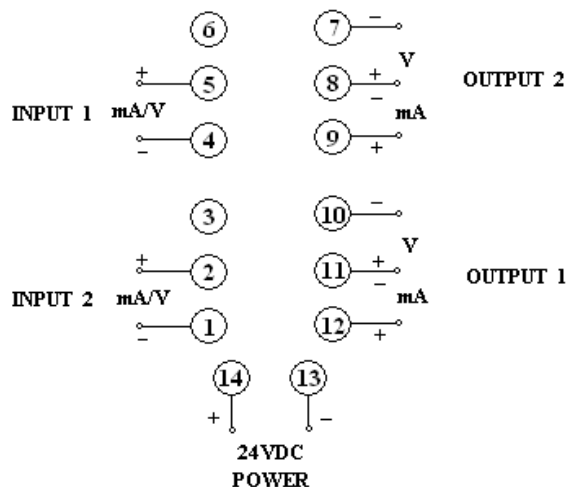 6 7 −
+ 5 8 + V OUTPUT 2
INPUT 1 mA/V − mA
− 4 9 +
3 10 −
+ 2 11 + V OUTPUT 1
INPUT 2 mA/V − mA
− 1 12 +
14 13
+ −
24VDC
POWER